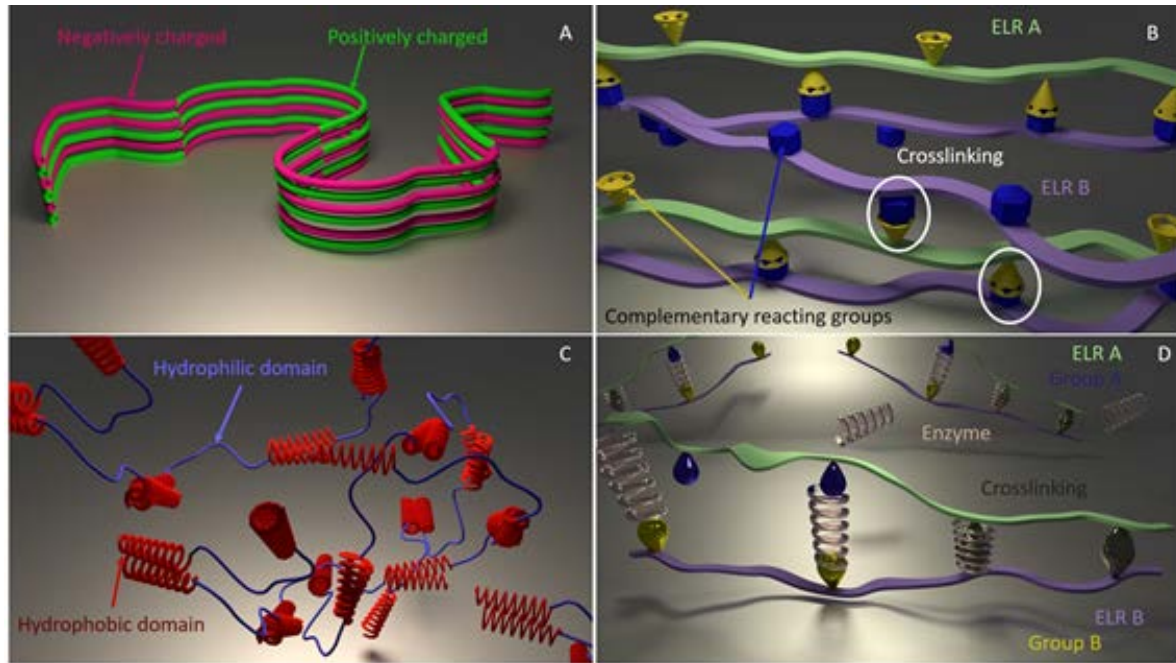 Negatively charged
Positively charged
A
ELR A
B
Crosslinking
ELR B
Complementary reacting groups
Hydrophilic domain
C
Hydrophobic domain
D
ELR A
Group A
Enzyme
Crosslinking
ELR B
Group B